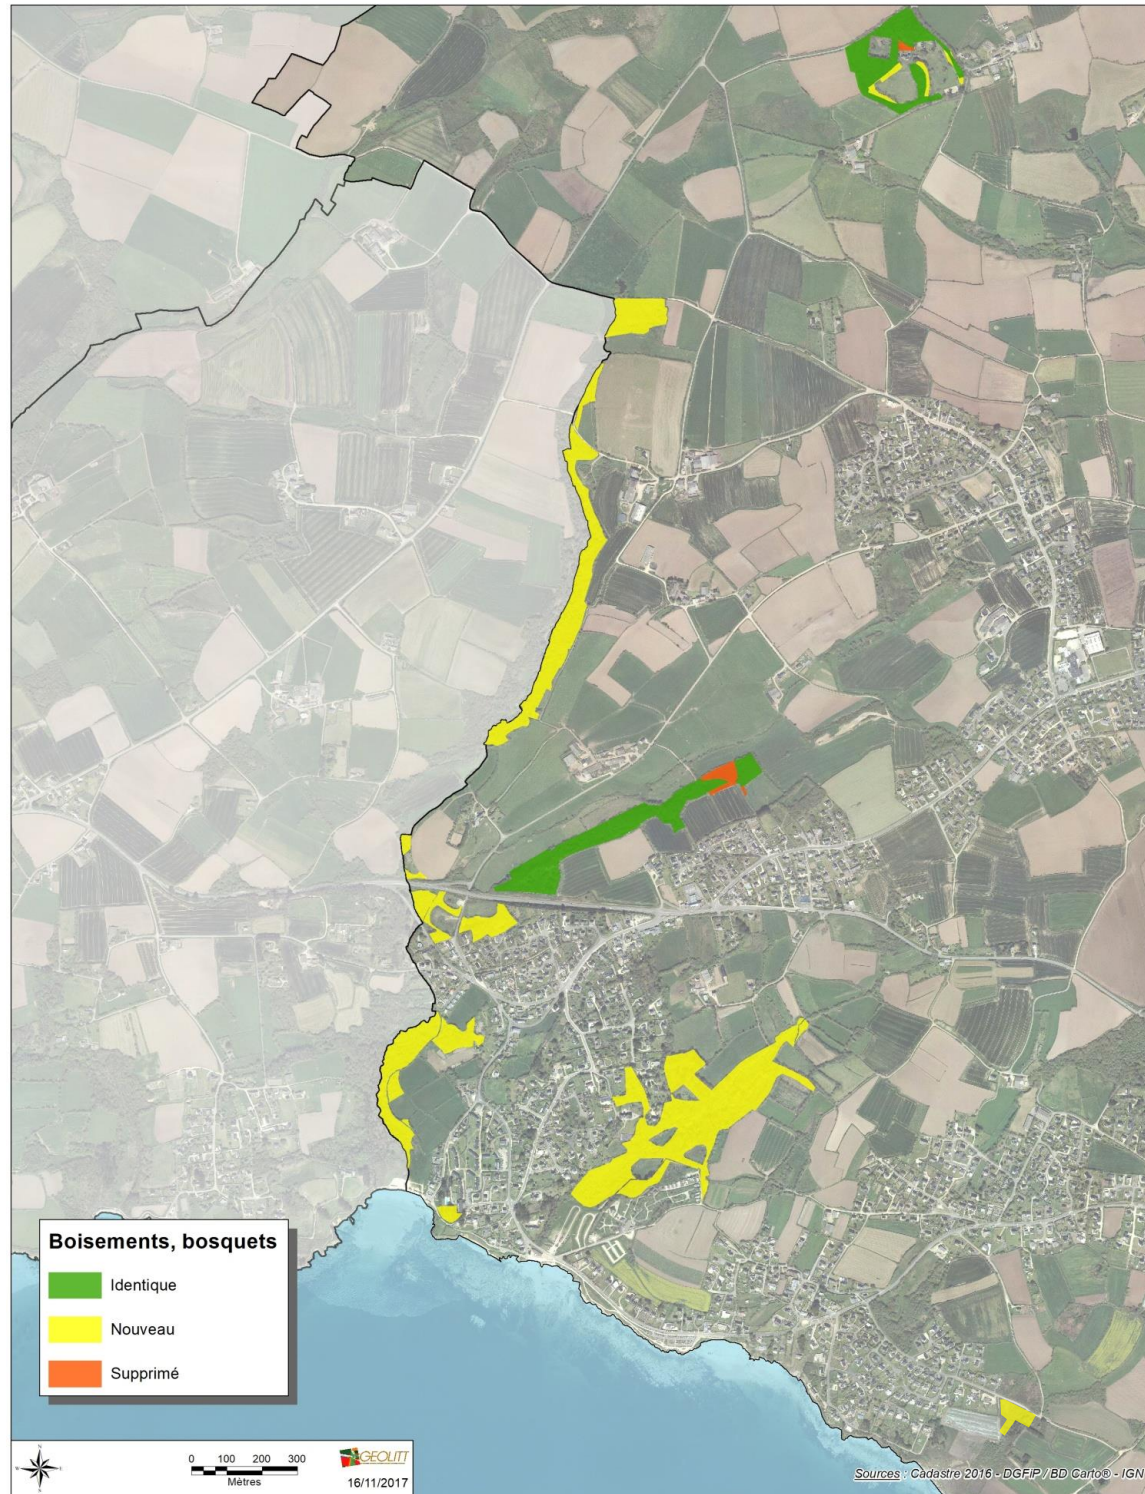 Boisements, bosquets
Identique
Nouveau
Supprimé
N
0 100 200 300
Mètres
GEOLITT
16/11/2017
Sources : Cadastre 2016 - DGFiP / BD Carto® - IGN